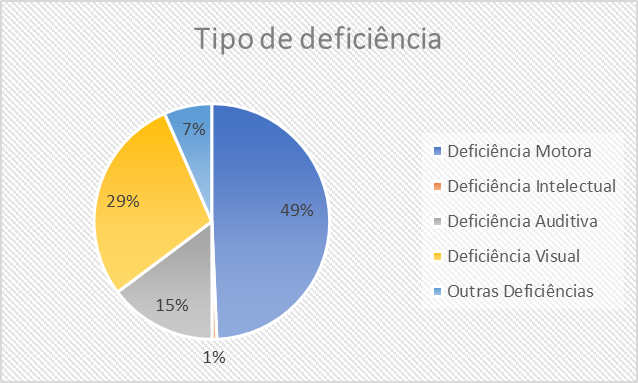 Tipo de deficiência
7%
49%
29%
15%
1%
Deficiência Motora
Deficiência Intelectual
Deficiência Auditiva
Deficiência Visual
Outras Deficiências